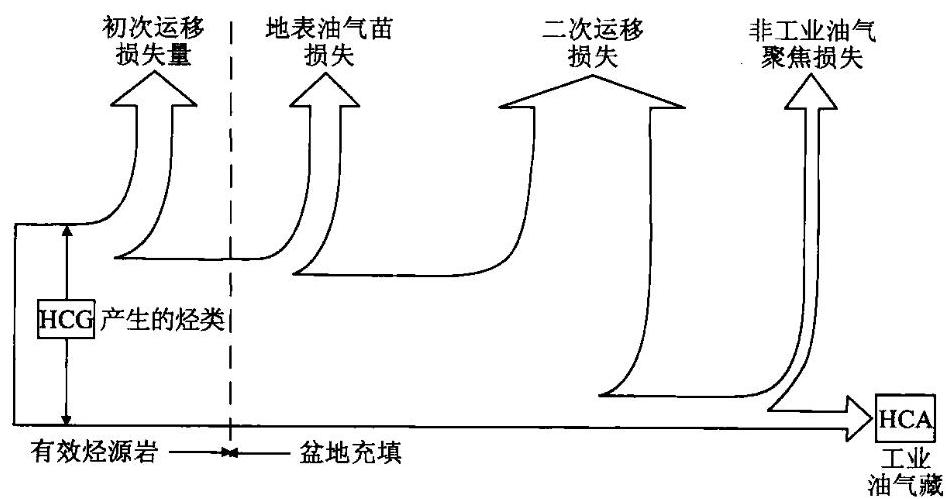 初次运移
损失量
地表油气苗
损失
二次运移
损失
非工业油气
聚焦损失
HCG 产生的烃类
HCA
有效烃源岩
盆地充填
工业
油气藏